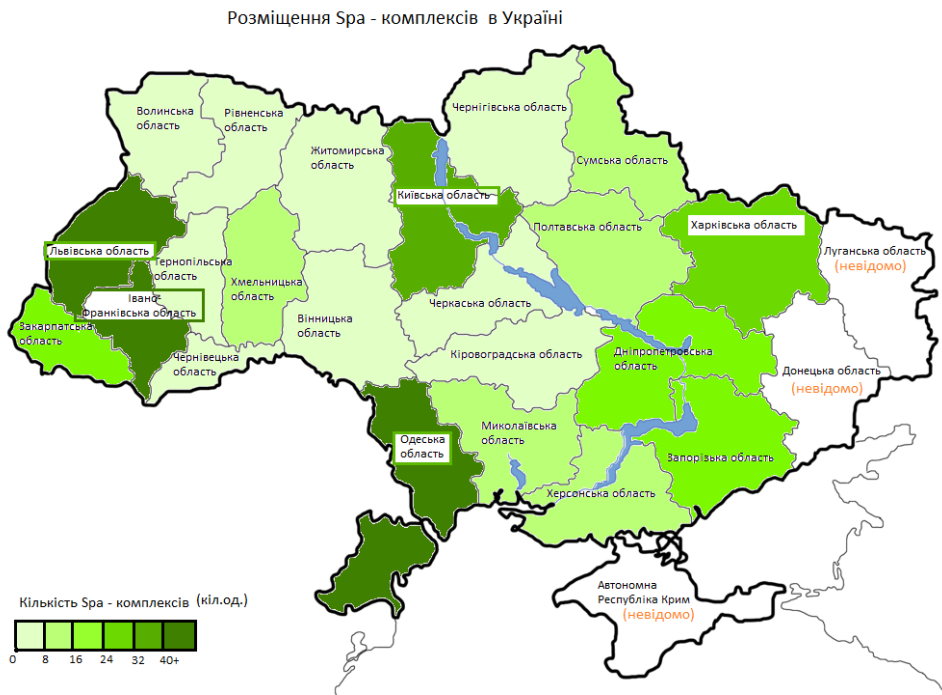 Розміщення Spa - комплексів в Україні
Волинська
область
Рівненська
область
Житомирська
область
Чернігівська область
Сумська область
Київська область
Полтавська область
Харківська область
Луганська область
(невідомо)
Львівська область
Тернопільська
область
Хмельницька
область
Івано-
Франківська область
Закарпатська
область
Чернівецька
область
Вінницька
область
Черкаська область
Кіровоградська область
Дніпропетровська
область
Донецька область
(невідомо)
Одеська
область
Миколаївська
область
Запорізька область
Херсонська область
Автономна
Республіка Крим
(невідомо)
Кількість Spa - комплексів (кіл.од.)
0 8 16 24 32 40+